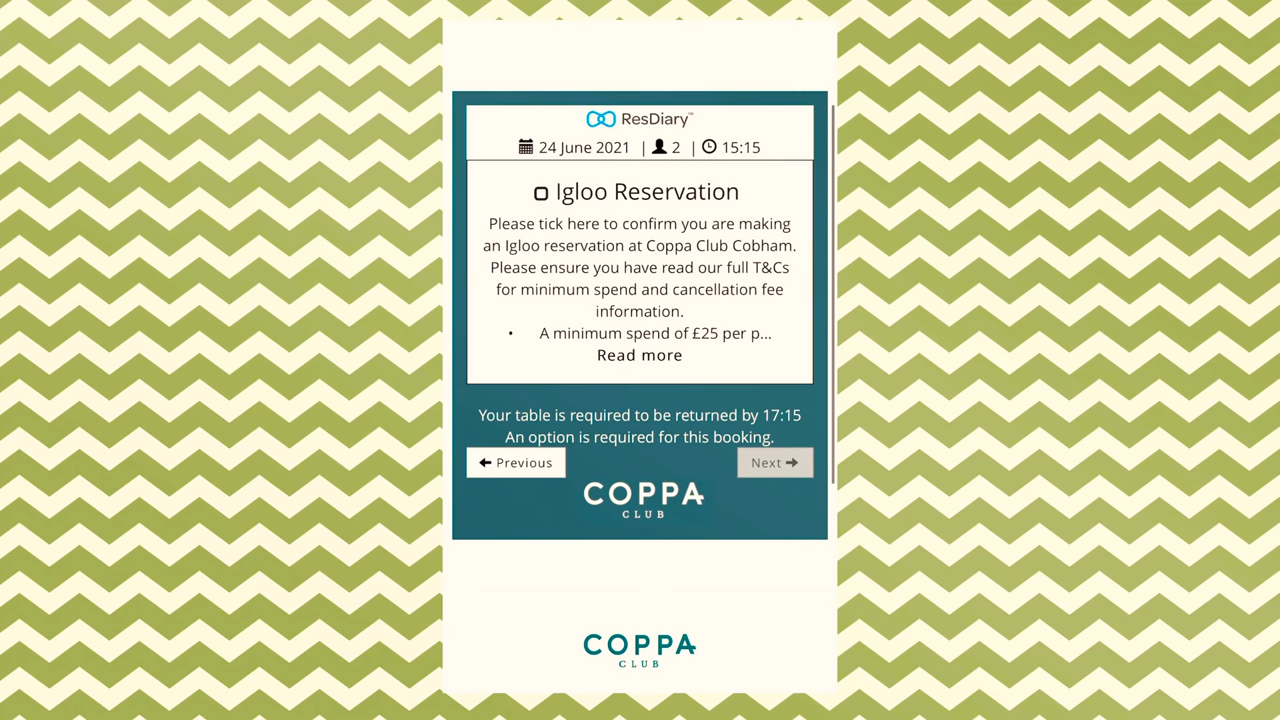 ResDiary™
24 June 2021 | 2 | 15:15
Igloo Reservation
Please tick here to confirm you are making
an Igloo reservation at Coppa Club Cobham.
Please ensure you have read our full T&Cs
for minimum spend and cancellation fee
information.
• A minimum spend of £25 per p...
Read more
Your table is required to be returned by 17:15
An option is required for this booking.
Previous
Next
COPPA
CLUB
COPPA
CLUB